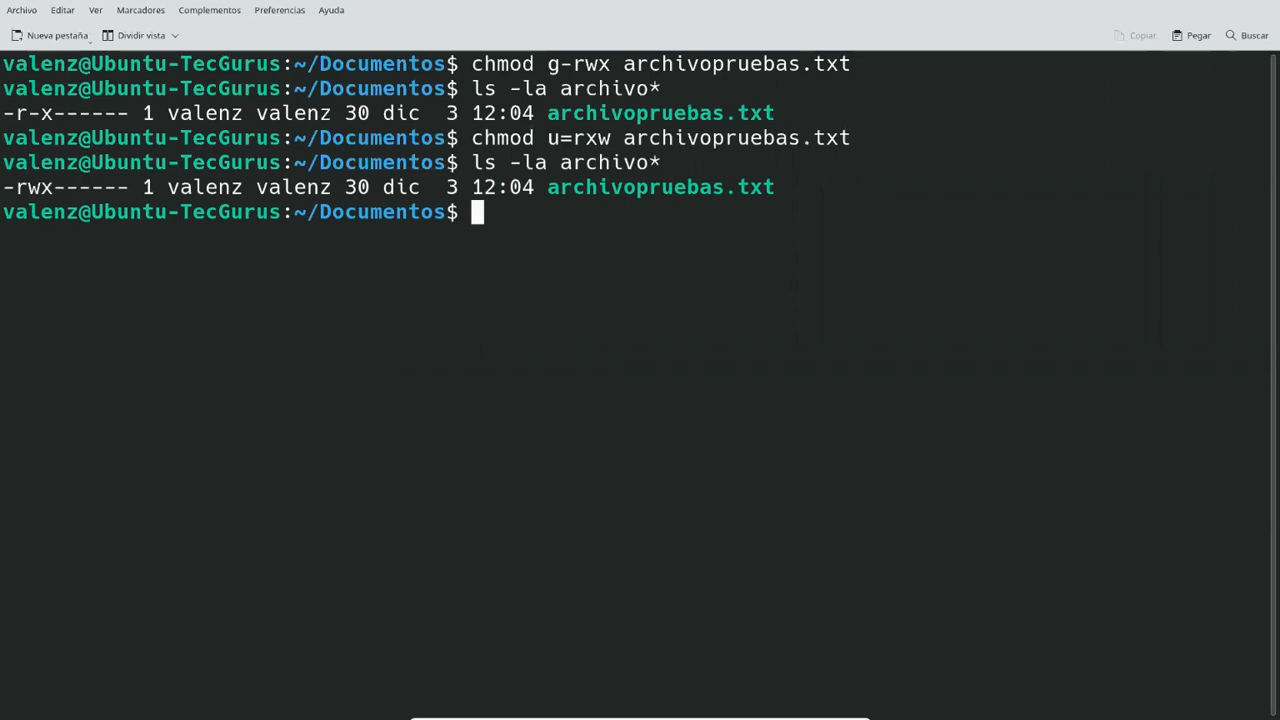 Archivo Editar Ver Marcadores Complementos Preferencias Ayuda
Nueva pestaña Dividir vista Copiar Pegar Buscar
valenz@Ubuntu-TecGurus:~/Documentos$ chmod g-rwx archivopruebas.txt
valenz@Ubuntu-TecGurus:~/Documentos$ ls -la archivo*
-r-x------ 1 valenz valenz 30 dic  3 12:04 archivopruebas.txt
valenz@Ubuntu-TecGurus:~/Documentos$ chmod u=rxw archivopruebas.txt
valenz@Ubuntu-TecGurus:~/Documentos$ ls -la archivo*
-rwx------ 1 valenz valenz 30 dic  3 12:04 archivopruebas.txt
valenz@Ubuntu-TecGurus:~/Documentos$